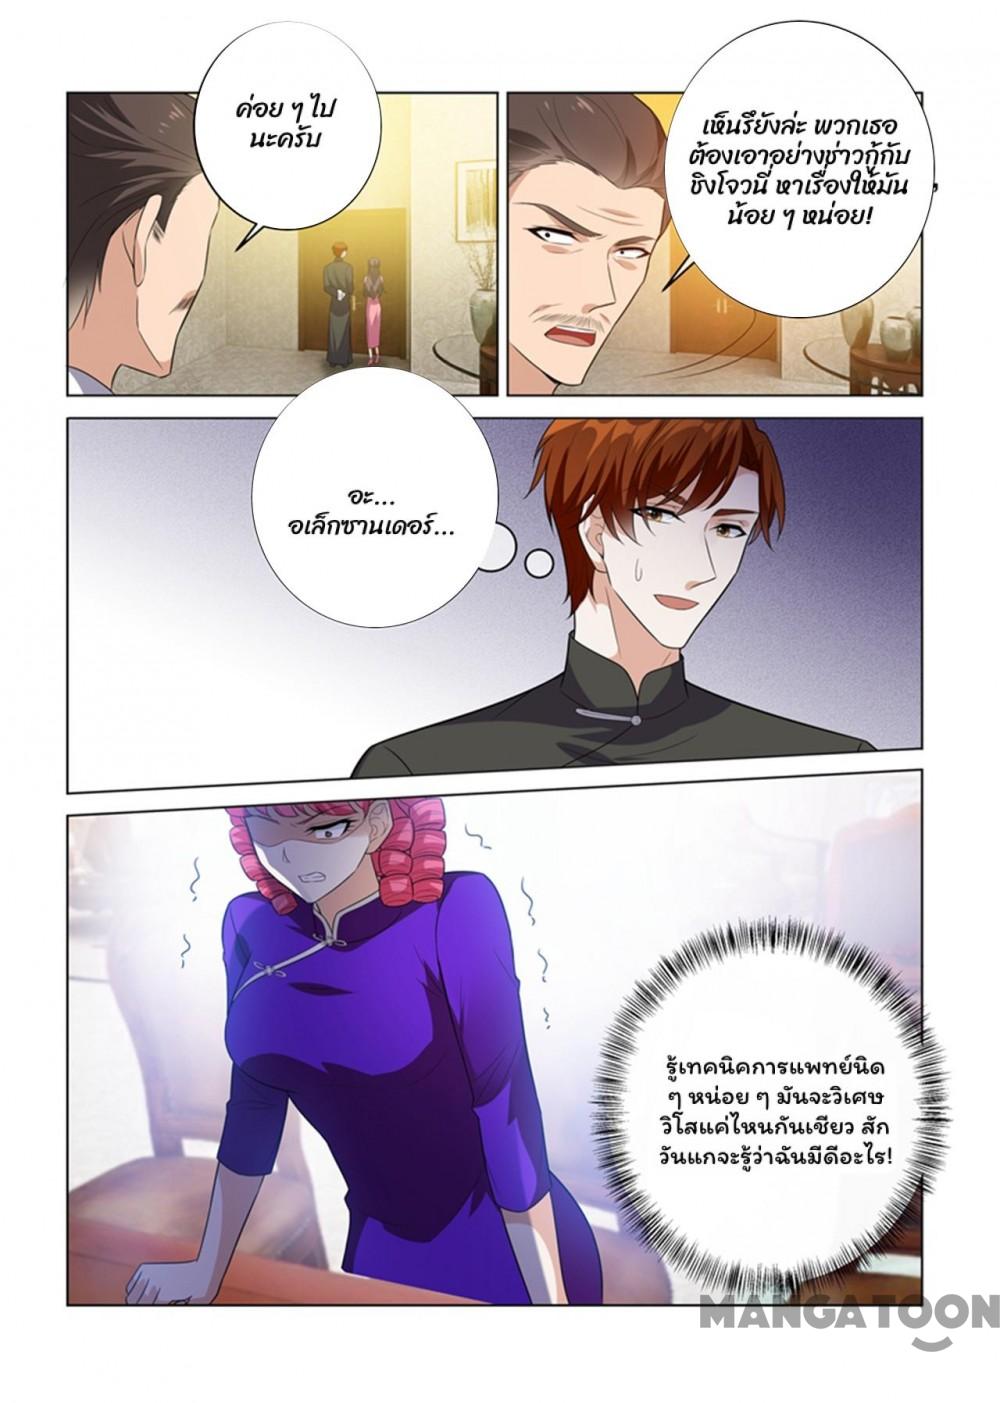 ค่อย ๆ ไป
นะครับ
เห็นรึยังล่ะ พวกเธอ
ต้องเอาอย่างช่าวกู้กับ
ชิงโจวนี่ หาเรื่องให้มัน
น้อย ๆ หน่อย!
อะ...
อเล็กซานเดอร์...
รู้เทคนิคการแพทย์นิด
ๆ หน่อย ๆ มันจะวิเศษ
วิโสแค่ไหนกันเชียว สัก
วันแกจะรู้ว่าฉันมีดีอะไร!
MANGATOON